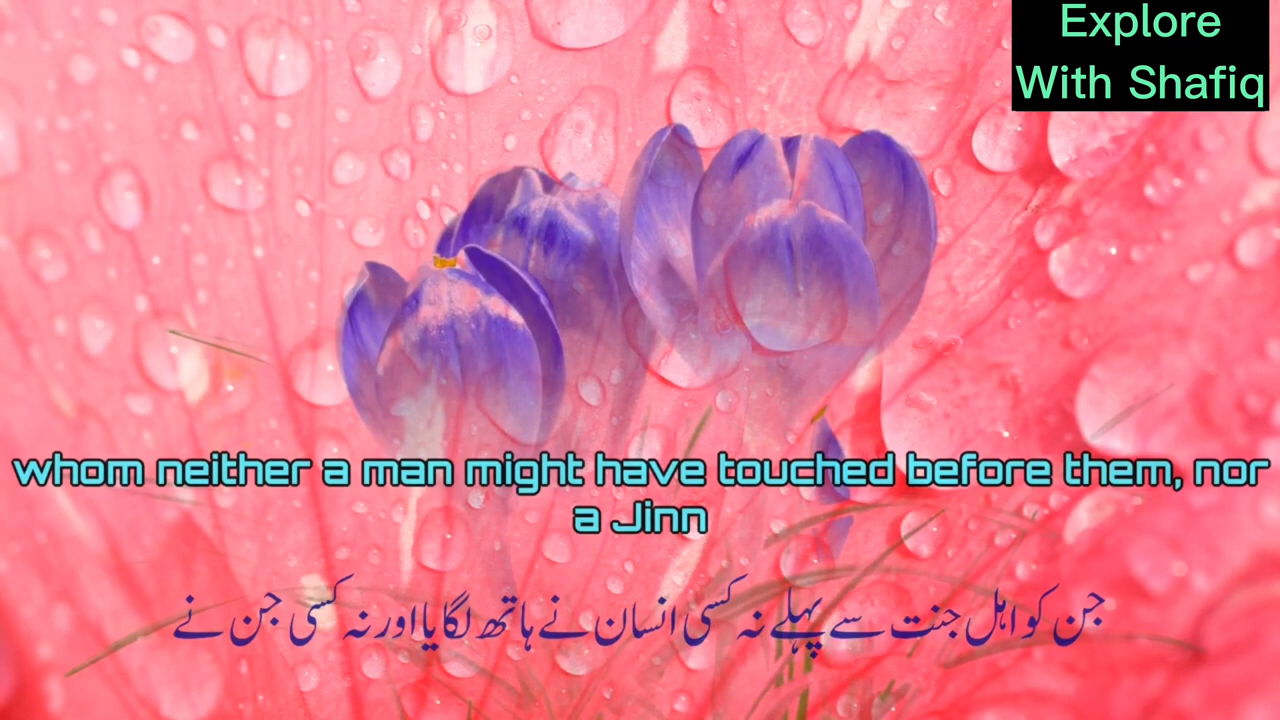 Explore
With Shafiq
whom neither a man might have touched before them, nor
a Jinn
جن کو اہل جنت سے پہلے نہ کسی انسان نے ہاتھ لگایا اور نہ کسی جن نے